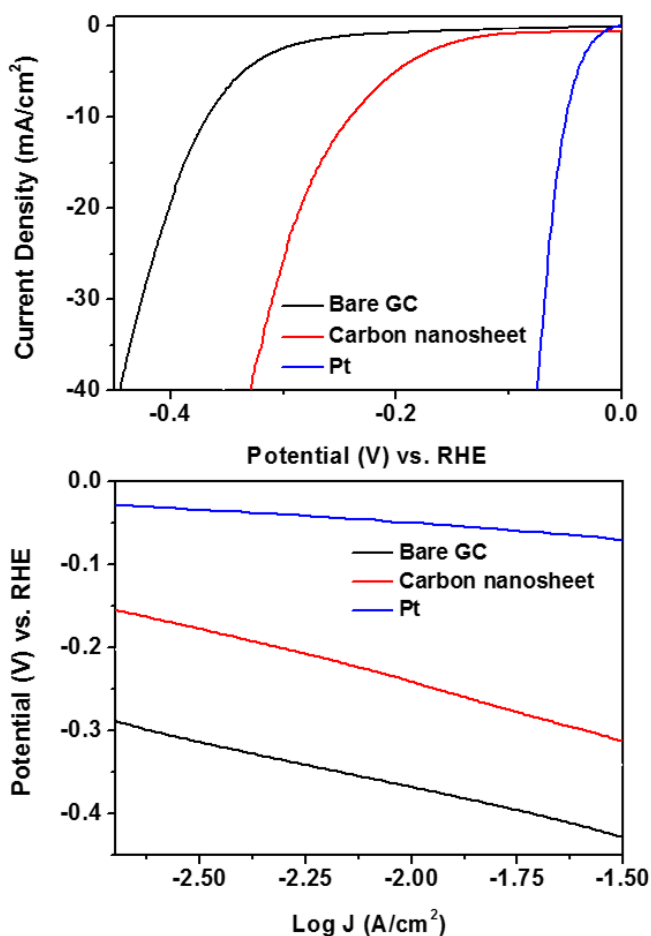 0
-10
-20
-30
-40
Current Density (mA/cm²)
Bare GC
Carbon nanosheet
Pt
-0.4
-0.2
0.0
Potential (V) vs. RHE
0.0
-0.1
-0.2
-0.3
-0.4
Potential (V) vs. RHE
Bare GC
Carbon nanosheet
Pt
-2.50
-2.25
-2.00
-1.75
-1.50
Log J (A/cm²)